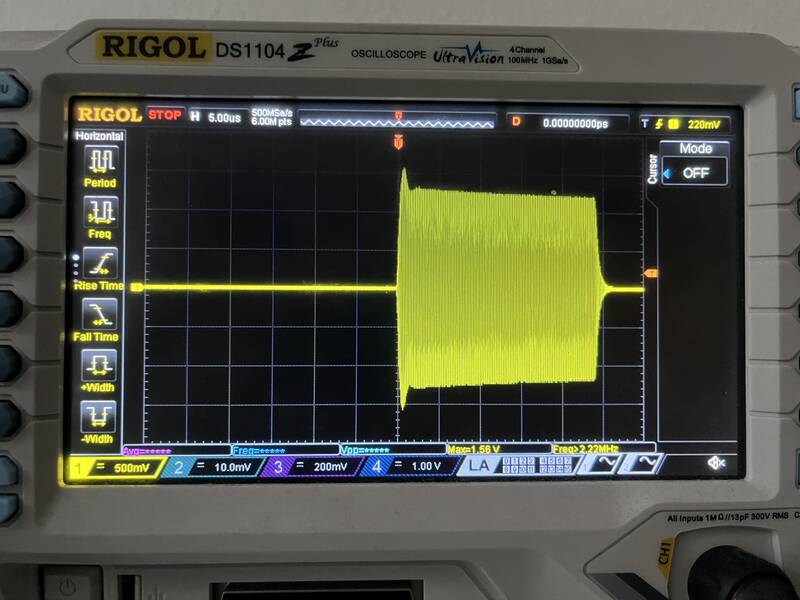 RIGOL DS1104 Z Plus OSCILLOSCOPE UltraVision 4 Channel 100MHz 1GSa/s
RIGOL STOP H 5.00us 500MSa/s 6.00M pts D 0.00000000ps T 1 220mV
Horizontal
Period
Freq
Rise Time
Fall Time
+Width
-Width
Cursor
Mode
OFF
Avg=***** Freq=***** Vpp=***** Max=1.56 V Freq>2.22MHz
1 = 500mV 2 = 10.0mV 3 = 200mV 4 = 1.00 V LA
All Inputs 1MΩ//13pF 300V RMS
CH1